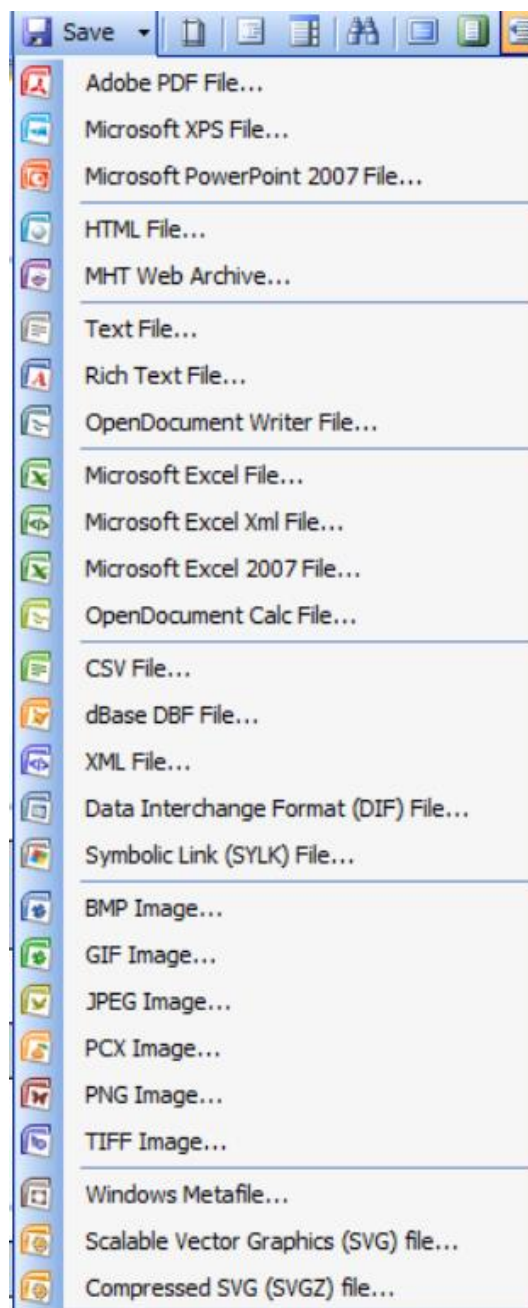 Save
Adobe PDF File...
Microsoft XPS File...
Microsoft PowerPoint 2007 File...
HTML File...
MHT Web Archive...
Text File...
Rich Text File...
OpenDocument Writer File...
Microsoft Excel File...
Microsoft Excel Xml File...
Microsoft Excel 2007 File...
OpenDocument Calc File...
CSV File...
dBase DBF File...
XML File...
Data Interchange Format (DIF) File...
Symbolic Link (SYLK) File...
BMP Image...
GIF Image...
JPEG Image...
PCX Image...
PNG Image...
TIFF Image...
Windows Metafile...
Scalable Vector Graphics (SVG) file...
Compressed SVG (SVGZ) file...